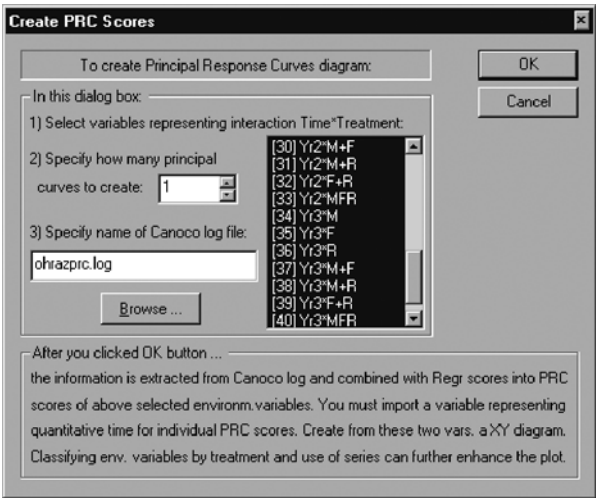 Create PRC Scores
To create Principal Response Curves diagram:
OK
Cancel
In this dialog box:
1) Select variables representing interaction Time*Treatment:
2) Specify how many principal
curves to create:
1
3) Specify name of Canoco log file:
ohrazprc.log
Browse ...
[30] Yr2*M+F
[31] Yr2*M+R
[32] Yr2*F+R
[33] Yr2*MFR
[34] Yr3*M
[35] Yr3*F
[36] Yr3*R
[37] Yr3*M+F
[38] Yr3*M+R
[39] Yr3*F+R
[40] Yr3*MFR
After you clicked OK button ...
the information is extracted from Canoco log and combined with Regr scores into PRC
scores of above selected environm.variables. You must import a variable representing
quantitative time for individual PRC scores. Create from these two vars. a XY diagram.
Classifying env. variables by treatment and use of series can further enhance the plot.